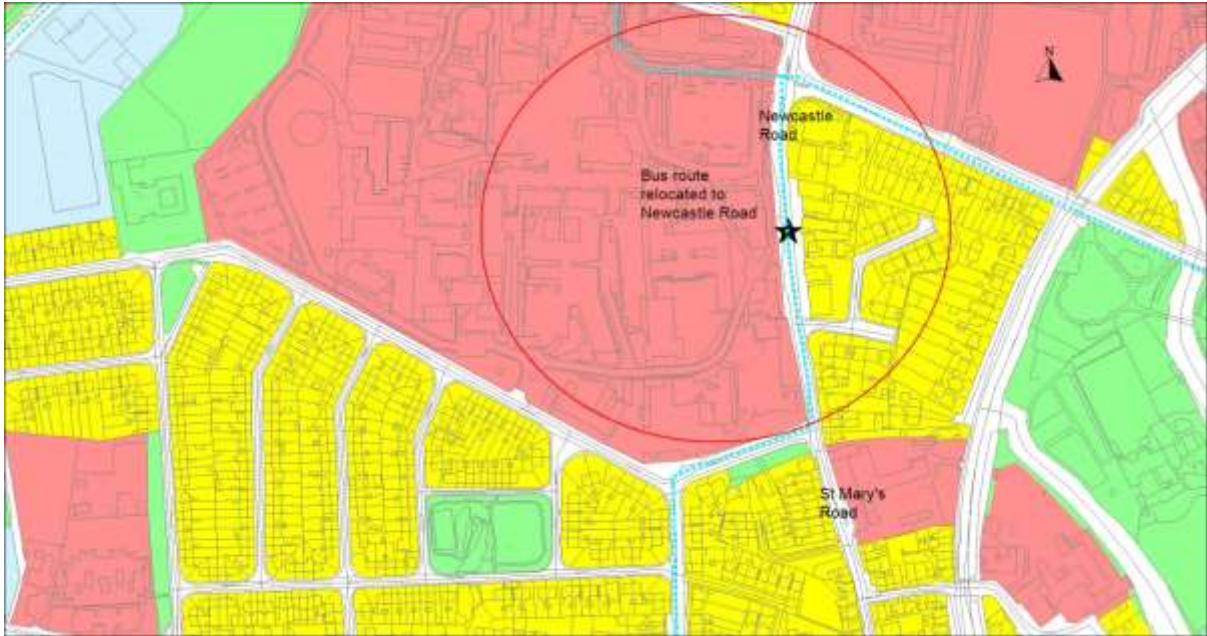 N
Newcastle
Road
Bus route
relocated to
Newcastle Road
St Mary's
Road